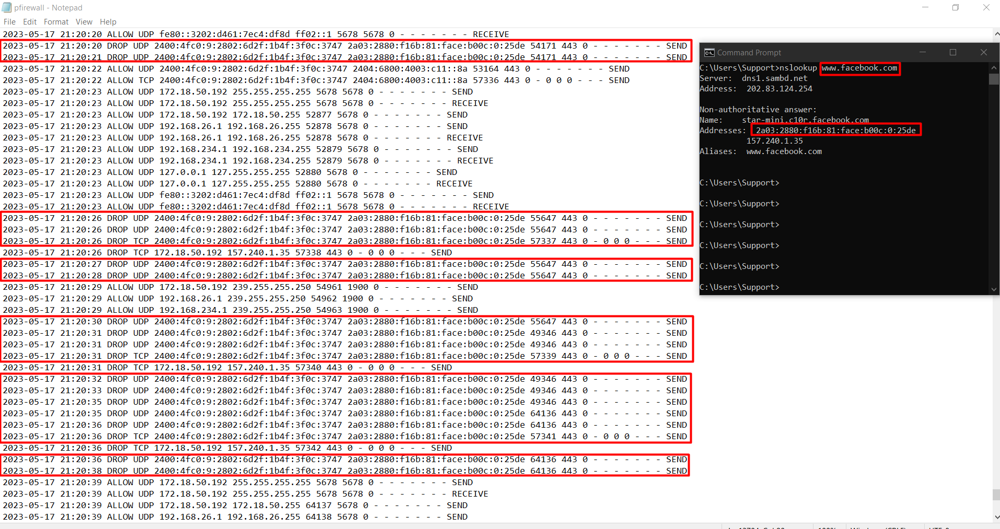 pfirewall - Notepad
File Edit Format View Help
2023-05-17 21:20:20 ALLOW UDP fe80::3202:d461:7ec4:df8d ff02::1 5678 5678 0 - - - - - - - RECEIVE
2023-05-17 21:20:20 DROP UDP 2400:4fc0:9:2802:6d2f:1b4f:3f0c:3747 2a03:2880:f16b:81:face:b00c:0:25de 54171 443 0 - - - - - - - SEND
2023-05-17 21:20:21 DROP UDP 2400:4fc0:9:2802:6d2f:1b4f:3f0c:3747 2a03:2880:f16b:81:face:b00c:0:25de 54171 443 0 - - - - - - - SEND
2023-05-17 21:20:22 ALLOW UDP 2400:4fc0:9:2802:6d2f:1b4f:3f0c:3747 2404:6800:4003:c11::8a 53164 443 0 - - - - - - - SEND
2023-05-17 21:20:22 ALLOW TCP 2400:4fc0:9:2802:6d2f:1b4f:3f0c:3747 2404:6800:4003:c11::8a 57336 443 0 - 0 0 0 - - - SEND
2023-05-17 21:20:23 ALLOW UDP 172.18.50.192 255.255.255.255 5678 5678 0 - - - - - - - SEND
2023-05-17 21:20:23 ALLOW UDP 172.18.50.192 255.255.255.255 5678 5678 0 - - - - - - - RECEIVE
2023-05-17 21:20:23 ALLOW UDP 172.18.50.192 172.18.50.255 52877 5678 0 - - - - - - - SEND
2023-05-17 21:20:23 ALLOW UDP 192.168.26.1 192.168.26.255 52878 5678 0 - - - - - - - SEND
2023-05-17 21:20:23 ALLOW UDP 192.168.26.1 192.168.26.255 52878 5678 0 - - - - - - - RECEIVE
2023-05-17 21:20:23 ALLOW UDP 192.168.234.1 192.168.234.255 52879 5678 0 - - - - - - - SEND
2023-05-17 21:20:23 ALLOW UDP 192.168.234.1 192.168.234.255 52879 5678 0 - - - - - - - RECEIVE
2023-05-17 21:20:23 ALLOW UDP 127.0.0.1 127.255.255.255 52880 5678 0 - - - - - - - SEND
2023-05-17 21:20:23 ALLOW UDP 127.0.0.1 127.255.255.255 52880 5678 0 - - - - - - - RECEIVE
2023-05-17 21:20:23 ALLOW UDP fe80::3202:d461:7ec4:df8d ff02::1 5678 5678 0 - - - - - - - SEND
2023-05-17 21:20:23 ALLOW UDP fe80::3202:d461:7ec4:df8d ff02::1 5678 5678 0 - - - - - - - RECEIVE
2023-05-17 21:20:26 DROP UDP 2400:4fc0:9:2802:6d2f:1b4f:3f0c:3747 2a03:2880:f16b:81:face:b00c:0:25de 55647 443 0 - - - - - - - SEND
2023-05-17 21:20:26 DROP UDP 2400:4fc0:9:2802:6d2f:1b4f:3f0c:3747 2a03:2880:f16b:81:face:b00c:0:25de 55647 443 0 - - - - - - - SEND
2023-05-17 21:20:26 DROP TCP 2400:4fc0:9:2802:6d2f:1b4f:3f0c:3747 2a03:2880:f16b:81:face:b00c:0:25de 57337 443 0 - 0 0 0 - - - SEND
2023-05-17 21:20:26 DROP TCP 172.18.50.192 157.240.1.35 57338 443 0 - 0 0 0 - - - SEND
2023-05-17 21:20:27 DROP UDP 2400:4fc0:9:2802:6d2f:1b4f:3f0c:3747 2a03:2880:f16b:81:face:b00c:0:25de 55647 443 0 - - - - - - - SEND
2023-05-17 21:20:28 DROP UDP 2400:4fc0:9:2802:6d2f:1b4f:3f0c:3747 2a03:2880:f16b:81:face:b00c:0:25de 55647 443 0 - - - - - - - SEND
2023-05-17 21:20:29 ALLOW UDP 172.18.50.192 239.255.255.250 54961 1900 0 - - - - - - - SEND
2023-05-17 21:20:29 ALLOW UDP 192.168.26.1 239.255.255.250 54962 1900 0 - - - - - - - SEND
2023-05-17 21:20:29 ALLOW UDP 192.168.234.1 239.255.255.250 54963 1900 0 - - - - - - - SEND
2023-05-17 21:20:30 DROP UDP 2400:4fc0:9:2802:6d2f:1b4f:3f0c:3747 2a03:2880:f16b:81:face:b00c:0:25de 55647 443 0 - - - - - - - SEND
2023-05-17 21:20:31 DROP UDP 2400:4fc0:9:2802:6d2f:1b4f:3f0c:3747 2a03:2880:f16b:81:face:b00c:0:25de 49346 443 0 - - - - - - - SEND
2023-05-17 21:20:31 DROP UDP 2400:4fc0:9:2802:6d2f:1b4f:3f0c:3747 2a03:2880:f16b:81:face:b00c:0:25de 49346 443 0 - - - - - - - SEND
2023-05-17 21:20:31 DROP TCP 2400:4fc0:9:2802:6d2f:1b4f:3f0c:3747 2a03:2880:f16b:81:face:b00c:0:25de 57339 443 0 - 0 0 0 - - - SEND
2023-05-17 21:20:31 DROP TCP 172.18.50.192 157.240.1.35 57340 443 0 - 0 0 0 - - - SEND
2023-05-17 21:20:32 DROP UDP 2400:4fc0:9:2802:6d2f:1b4f:3f0c:3747 2a03:2880:f16b:81:face:b00c:0:25de 49346 443 0 - - - - - - - SEND
2023-05-17 21:20:33 DROP UDP 2400:4fc0:9:2802:6d2f:1b4f:3f0c:3747 2a03:2880:f16b:81:face:b00c:0:25de 49346 443 0 - - - - - - - SEND
2023-05-17 21:20:35 DROP UDP 2400:4fc0:9:2802:6d2f:1b4f:3f0c:3747 2a03:2880:f16b:81:face:b00c:0:25de 49346 443 0 - - - - - - - SEND
2023-05-17 21:20:35 DROP UDP 2400:4fc0:9:2802:6d2f:1b4f:3f0c:3747 2a03:2880:f16b:81:face:b00c:0:25de 64136 443 0 - - - - - - - SEND
2023-05-17 21:20:36 DROP UDP 2400:4fc0:9:2802:6d2f:1b4f:3f0c:3747 2a03:2880:f16b:81:face:b00c:0:25de 64136 443 0 - - - - - - - SEND
2023-05-17 21:20:36 DROP TCP 2400:4fc0:9:2802:6d2f:1b4f:3f0c:3747 2a03:2880:f16b:81:face:b00c:0:25de 57341 443 0 - 0 0 0 - - - SEND
2023-05-17 21:20:36 DROP TCP 172.18.50.192 157.240.1.35 57342 443 0 - 0 0 0 - - - SEND
2023-05-17 21:20:36 DROP UDP 2400:4fc0:9:2802:6d2f:1b4f:3f0c:3747 2a03:2880:f16b:81:face:b00c:0:25de 64136 443 0 - - - - - - - SEND
2023-05-17 21:20:38 DROP UDP 2400:4fc0:9:2802:6d2f:1b4f:3f0c:3747 2a03:2880:f16b:81:face:b00c:0:25de 64136 443 0 - - - - - - - SEND
2023-05-17 21:20:39 ALLOW UDP 172.18.50.192 255.255.255.255 5678 5678 0 - - - - - - - SEND
2023-05-17 21:20:39 ALLOW UDP 172.18.50.192 255.255.255.255 5678 5678 0 - - - - - - - RECEIVE
2023-05-17 21:20:39 ALLOW UDP 172.18.50.192 172.18.50.255 64137 5678 0 - - - - - - - SEND
2023-05-17 21:20:39 ALLOW UDP 192.168.26.1 192.168.26.255 64138 5678 0 - - - - - - - SEND
Command Prompt
C:\Users\Support>nslookup www.facebook.com
Server: dns1.sambd.net
Address: 202.83.124.254
Non-authoritative answer:
Name: star-mini.c10r.facebook.com
Addresses: 2a03:2880:f16b:81:face:b00c:0:25de
157.240.1.35
Aliases: www.facebook.com
C:\Users\Support>
C:\Users\Support>
C:\Users\Support>
C:\Users\Support>
C:\Users\Support>
C:\Users\Support>